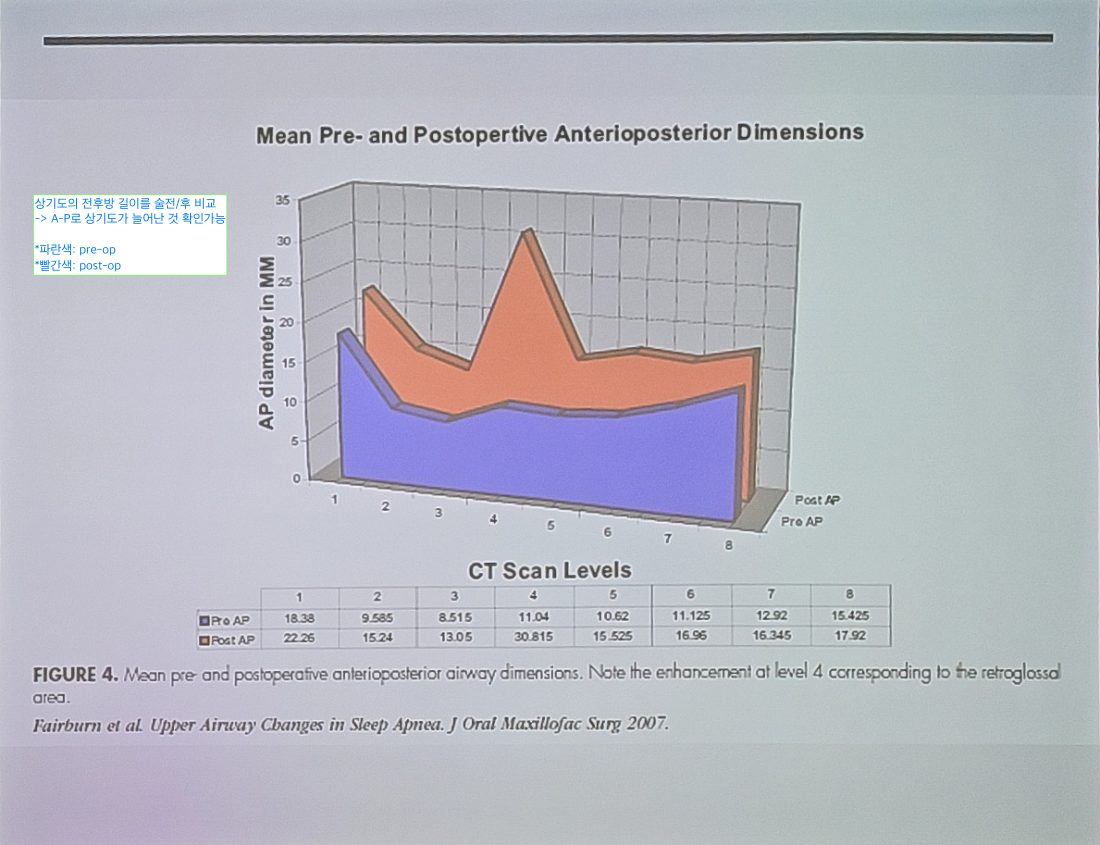 Mean Pre- and Postopertive Anterioposterior Dimensions
상기도의 전후방 길이를 술전/후 비교
-> A-P로 상기도가 늘어난 것 확인가능
*파란색: pre-op
*빨간색: post-op
AP diameter in MM
35
30
25
20
15
10
5
0
1 2 3 4 5 6 7 8
Post AP
Pre AP
CT Scan Levels
1 2 3 4 5 6 7 8
Pre AP 18.38 9.585 8.515 11.04 10.62 11.125 12.92 15.425
Post AP 22.26 15.24 13.05 30.815 15.525 16.96 16.345 17.92
FIGURE 4. Mean pre- and postoperative anterioposterior airway dimensions. Note the enhancement at level 4 corresponding to the retroglossal
area.
Fairburn et al. Upper Airway Changes in Sleep Apnea. J Oral Maxillofac Surg 2007.